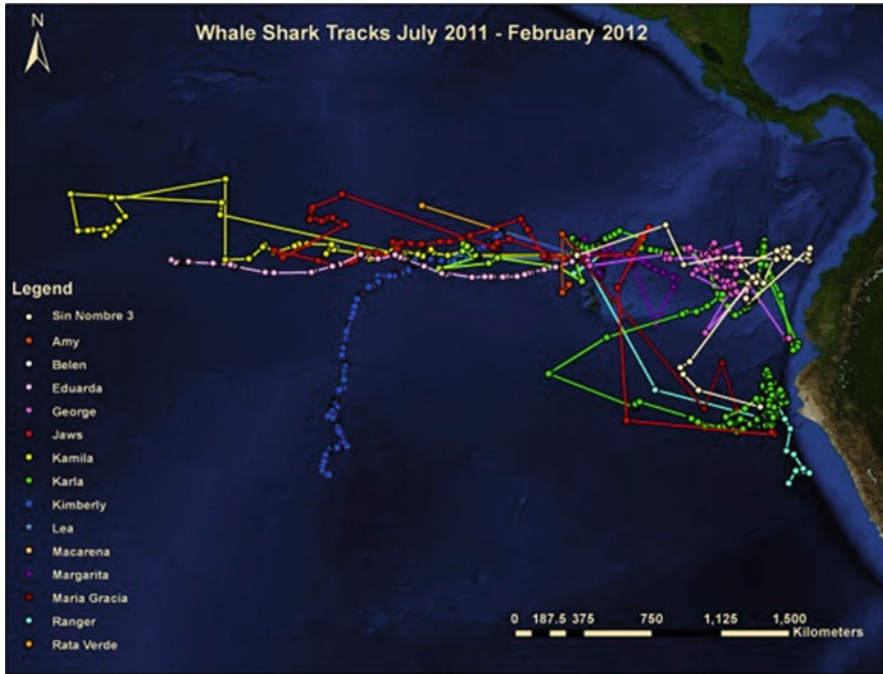 N
Whale Shark Tracks July 2011 - February 2012
Legend
Sin Nombre 3
Amy
Belen
Eduarda
George
Jaws
Kamila
Karla
Kimberly
Lea
Macarena
Margarita
Maria Gracia
Ranger
Rata Verde
0 187.5 375 750 1,125 1,500
Kilometers